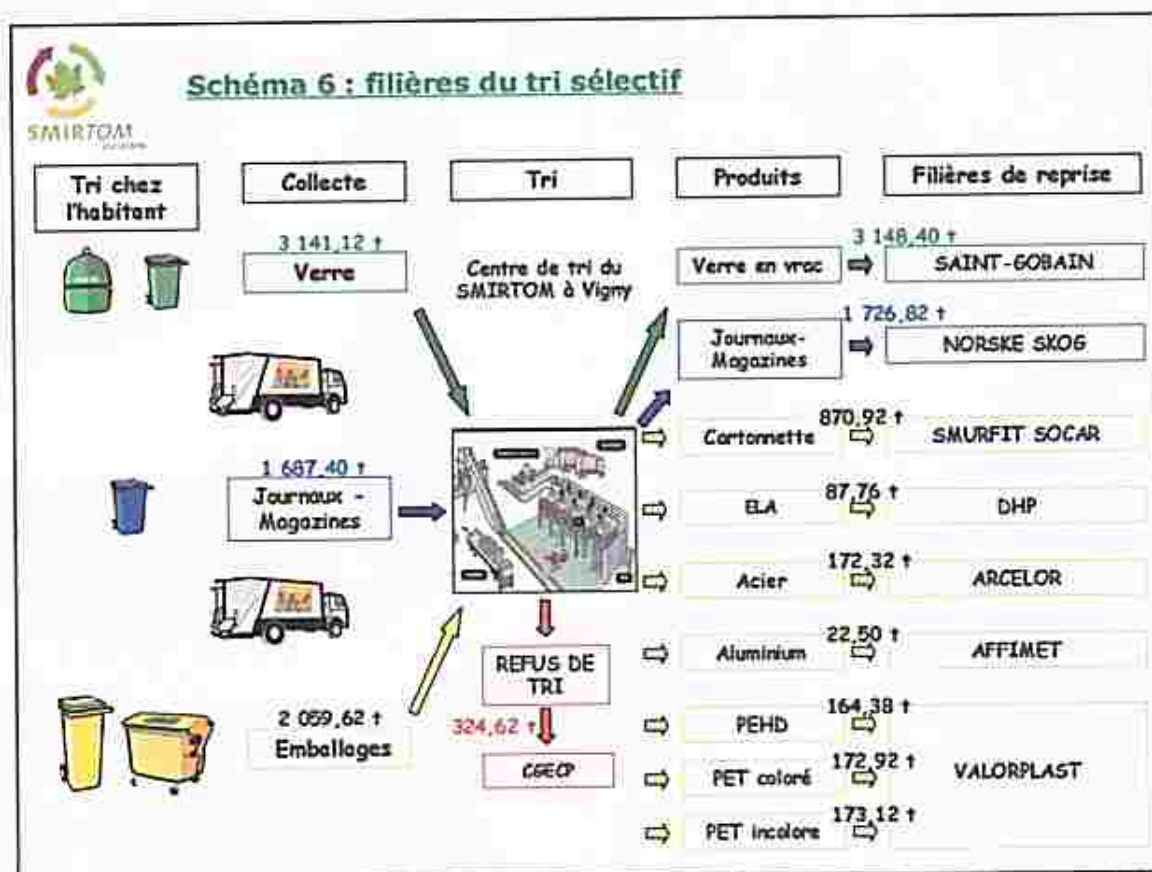 SMIRTOM
Schéma 6 : filières du tri sélectif
Tri chez
l'habitant
Collecte
Tri
Produits
Filières de reprise
3 141,12 t
Verre
Centre de tri du
SMIRTOM à Vigny
Verre en vrac
3 148,40 t
SAINT-GOBAIN
Journaux-
Magazines
1 726,82 t
NORSKE SKOG
Cartonnette
870,92 t
SMURFIT SOCAR
1 687,40 t
Journaux -
Magazines
ELA
87,76 t
DHP
Acier
172,32 t
ARCELOR
REFUS DE
TRI
Aluminium
22,50 t
AFFIMET
2 059,62 t
Emballages
324,62 t
CGECP
PEHD
164,38 t
PET coloré
172,92 t
VALORPLAST
PET incolore
173,12 t